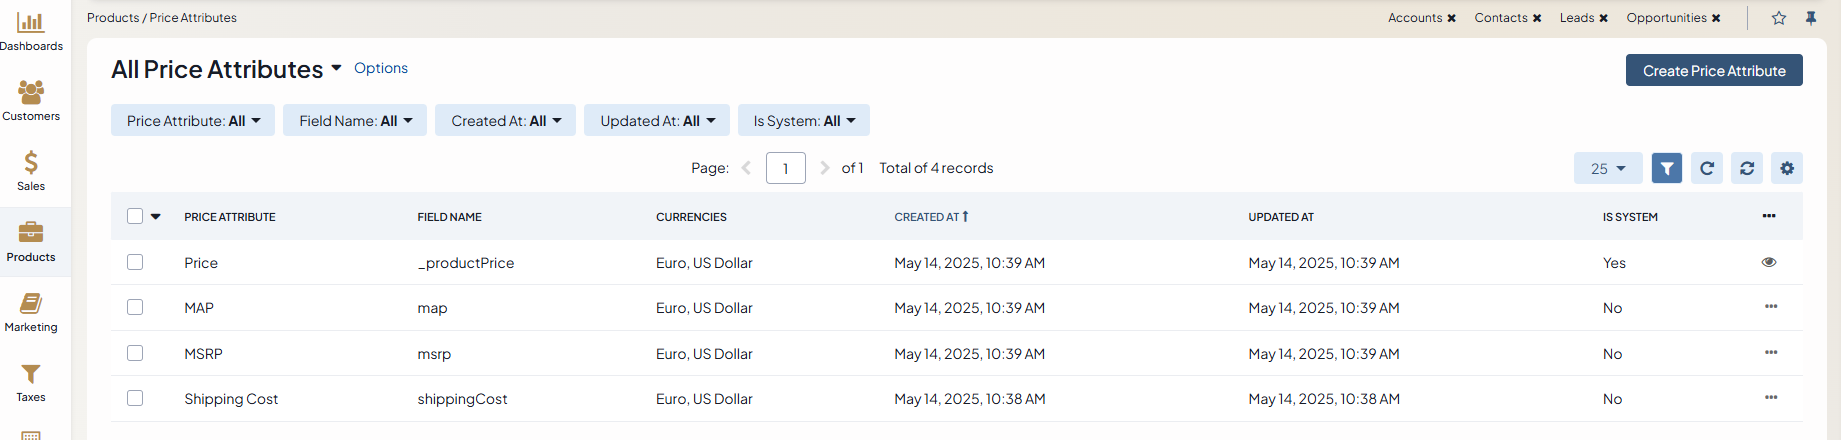 Products / Price Attributes
Accounts ✖ Contacts ✖ Leads ✖ Opportunities ✖
Dashboards
Customers
Sales
Products
Marketing
Taxes
All Price Attributes Options
Create Price Attribute
Price Attribute: All Field Name: All Created At: All Updated At: All Is System: All
Page: 1 of 1 Total of 4 records
25
PRICE ATTRIBUTE FIELD NAME CURRENCIES CREATED AT UPDATED AT IS SYSTEM
Price _productPrice Euro, US Dollar May 14, 2025, 10:39 AM May 14, 2025, 10:39 AM Yes
MAP map Euro, US Dollar May 14, 2025, 10:39 AM May 14, 2025, 10:39 AM No
MSRP msrp Euro, US Dollar May 14, 2025, 10:39 AM May 14, 2025, 10:39 AM No
Shipping Cost shippingCost Euro, US Dollar May 14, 2025, 10:38 AM May 14, 2025, 10:38 AM No